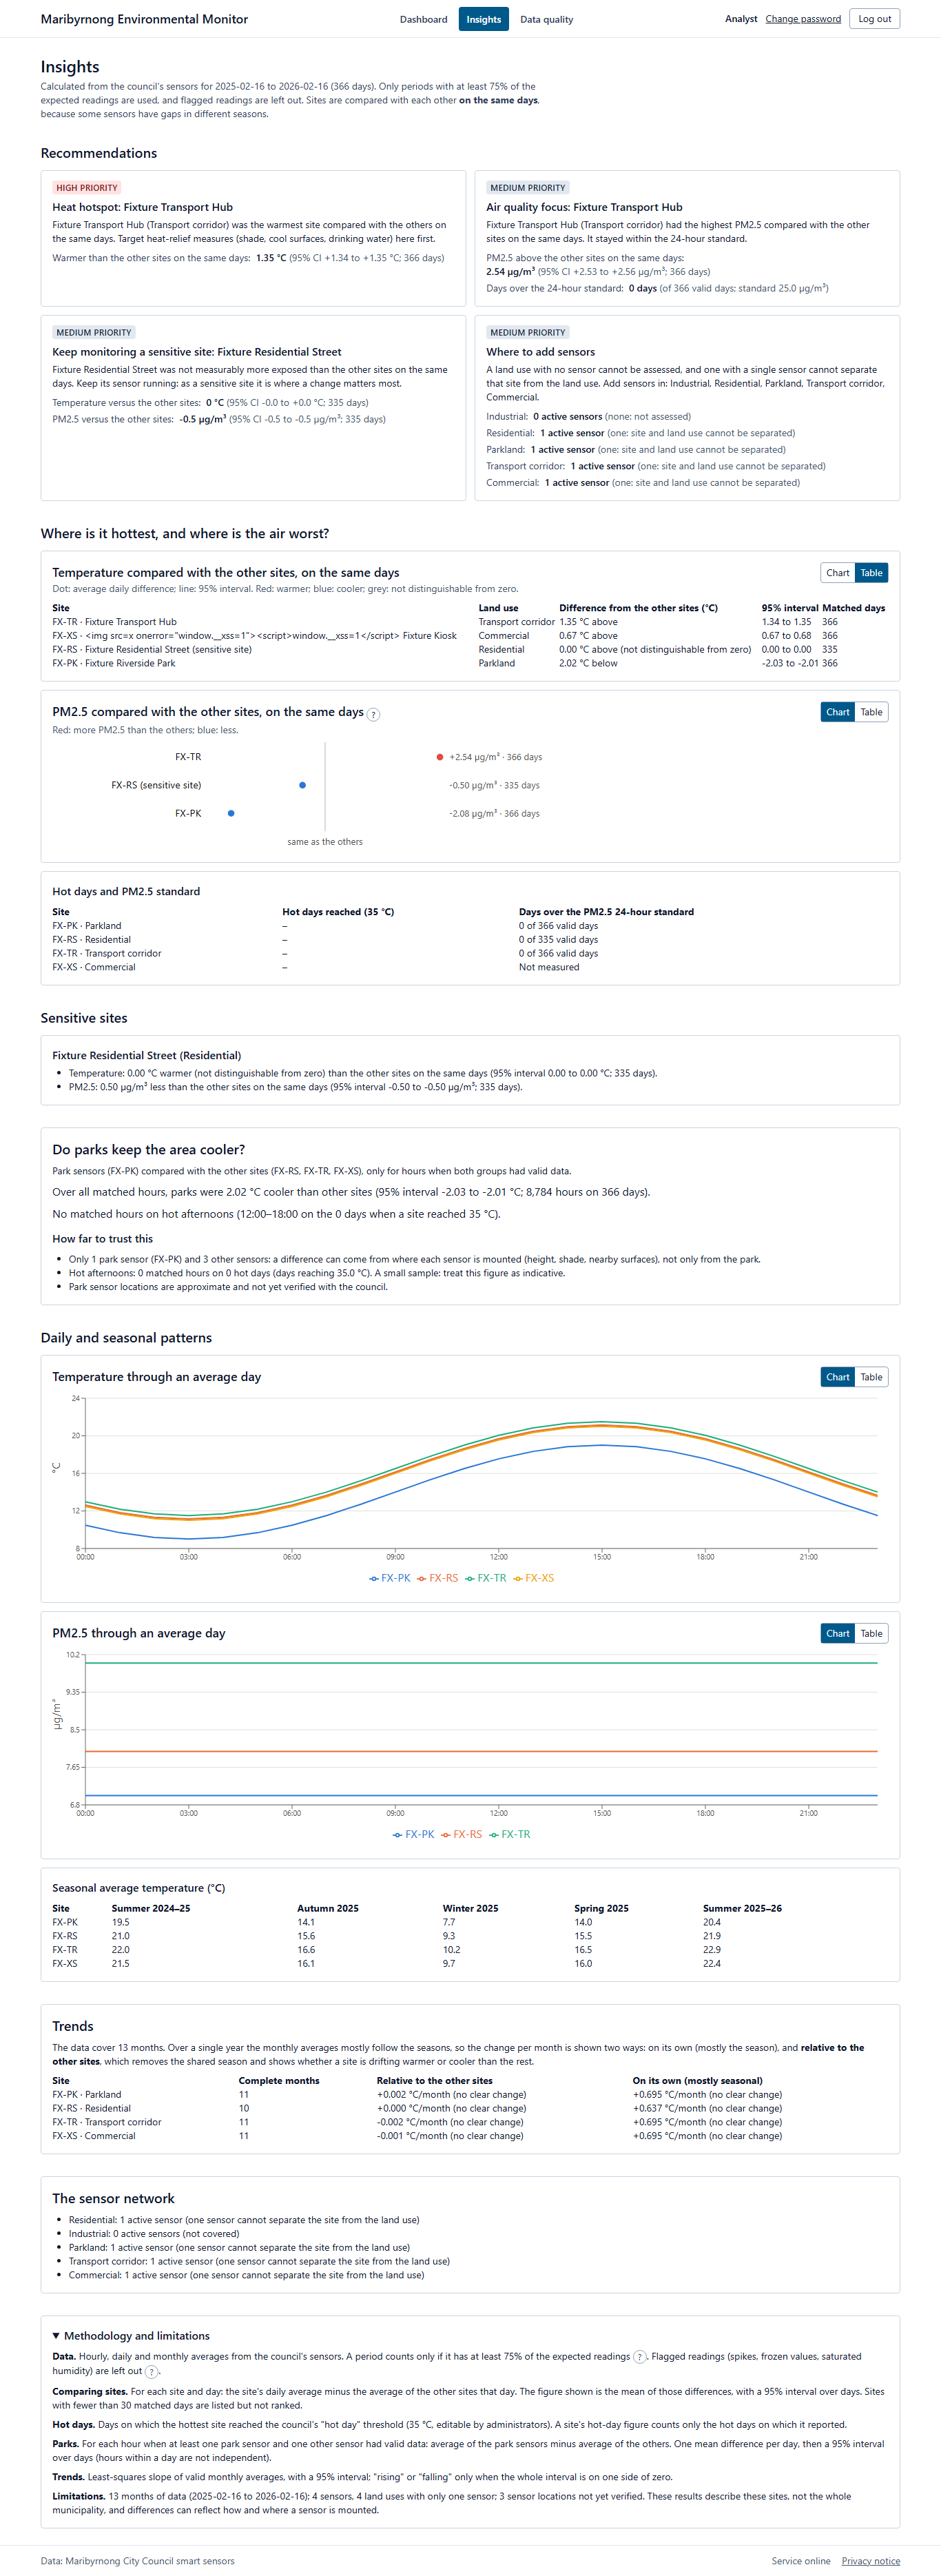 Maribyrnong Environmental Monitor
Dashboard Insights Data quality
Analyst Change password Log out
Insights
Calculated from the council's sensors for 2025-02-16 to 2026-02-16 (366 days). Only periods with at least 75% of the
expected readings are used, and flagged readings are left out. Sites are compared with each other on the same days,
because some sensors have gaps in different seasons.
Recommendations
HIGH PRIORITY
Heat hotspot: Fixture Transport Hub
Fixture Transport Hub (Transport corridor) was the warmest site compared with the others on
the same days. Target heat-relief measures (shade, cool surfaces, drinking water) here first.
Warmer than the other sites on the same days: 1.35 °C (95% CI +1.34 to +1.35 °C; 366 days)
MEDIUM PRIORITY
Air quality focus: Fixture Transport Hub
Fixture Transport Hub (Transport corridor) had the highest PM2.5 compared with the other
sites on the same days. It stayed within the 24-hour standard.
PM2.5 above the other sites on the same days:
2.54 µg/m³ (95% CI +2.53 to +2.56 µg/m³; 366 days)
Days over the 24-hour standard: 0 days (of 366 valid days; standard 25.0 µg/m³)
MEDIUM PRIORITY
Keep monitoring a sensitive site: Fixture Residential Street
Fixture Residential Street was not measurably more exposed than the other sites on the same
days. Keep its sensor running: as a sensitive site it is where a change matters most.
Temperature versus the other sites: 0 °C (95% CI -0.0 to +0.0 °C; 335 days)
PM2.5 versus the other sites: -0.5 µg/m³ (95% CI -0.5 to -0.5 µg/m³; 335 days)
MEDIUM PRIORITY
Where to add sensors
A land use with no sensor cannot be assessed, and one with a single sensor cannot separate
that site from the land use. Add sensors in: Industrial, Residential, Parkland, Transport corridor,
Commercial.
Industrial: 0 active sensors (none: not assessed)
Residential: 1 active sensor (one: site and land use cannot be separated)
Parkland: 1 active sensor (one: site and land use cannot be separated)
Transport corridor: 1 active sensor (one: site and land use cannot be separated)
Commercial: 1 active sensor (one: site and land use cannot be separated)
Where is it hottest, and where is the air worst?
Temperature compared with the other sites, on the same days
Chart Table
Dot: average daily difference; line: 95% interval. Red: warmer; blue: cooler; grey: not distinguishable from zero.
Site Land use Difference from the other sites (°C) 95% interval Matched days
FX-TR · Fixture Transport Hub Transport corridor 1.35 °C above 1.34 to 1.35 366
FX-XS · <img src=x onerror="window.__xss=1"><script>window.__xss=1</script> Fixture Kiosk Commercial 0.67 °C above 0.67 to 0.68 366
FX-RS · Fixture Residential Street (sensitive site) Residential 0.00 °C above (not distinguishable from zero) 0.00 to 0.00 335
FX-PK · Fixture Riverside Park Parkland 2.02 °C below -2.03 to -2.01 366
PM2.5 compared with the other sites, on the same days ?
Chart Table
Red: more PM2.5 than the others; blue: less.
FX-TR +2.54 µg/m³ · 366 days
FX-RS (sensitive site) -0.50 µg/m³ · 335 days
FX-PK -2.08 µg/m³ · 366 days
same as the others
Hot days and PM2.5 standard
Site Hot days reached (35 °C) Days over the PM2.5 24-hour standard
FX-PK · Parkland – 0 of 366 valid days
FX-RS · Residential – 0 of 335 valid days
FX-TR · Transport corridor – 0 of 366 valid days
FX-XS · Commercial – Not measured
Sensitive sites
Fixture Residential Street (Residential)
• Temperature: 0.00 °C warmer (not distinguishable from zero) than the other sites on the same days (95% interval 0.00 to 0.00 °C; 335 days).
• PM2.5: 0.50 µg/m³ less than the other sites on the same days (95% interval -0.50 to -0.50 µg/m³; 335 days).
Do parks keep the area cooler?
Park sensors (FX-PK) compared with the other sites (FX-RS, FX-TR, FX-XS), only for hours when both groups had valid data.
Over all matched hours, parks were 2.02 °C cooler than other sites (95% interval -2.03 to -2.01 °C; 8,784 hours on 366 days).
No matched hours on hot afternoons (12:00–18:00 on the 0 days when a site reached 35 °C).
How far to trust this
• Only 1 park sensor (FX-PK) and 3 other sensors: a difference can come from where each sensor is mounted (height, shade, nearby surfaces), not only from the park.
• Hot afternoons: 0 matched hours on 0 hot days (days reaching 35.0 °C). A small sample: treat this figure as indicative.
• Park sensor locations are approximate and not yet verified with the council.
Daily and seasonal patterns
Temperature through an average day
Chart Table
24
20
16
12
8
°C
00:00 03:00 06:00 09:00 12:00 15:00 18:00 21:00
FX-PK FX-RS FX-TR FX-XS
PM2.5 through an average day
Chart Table
10.2
9.35
8.5
7.65
6.8
µg/m³
00:00 03:00 06:00 09:00 12:00 15:00 18:00 21:00
FX-PK FX-RS FX-TR
Seasonal average temperature (°C)
Site Summer 2024–25 Autumn 2025 Winter 2025 Spring 2025 Summer 2025–26
FX-PK 19.5 14.1 7.7 14.0 20.4
FX-RS 21.0 15.6 9.3 15.5 21.9
FX-TR 22.0 16.6 10.2 16.5 22.9
FX-XS 21.5 16.1 9.7 16.0 22.4
Trends
The data cover 13 months. Over a single year the monthly averages mostly follow the seasons, so the change per month is shown two ways: on its own (mostly the season), and relative to the
other sites, which removes the shared season and shows whether a site is drifting warmer or cooler than the rest.
Site Complete months Relative to the other sites On its own (mostly seasonal)
FX-PK · Parkland 11 +0.002 °C/month (no clear change) +0.695 °C/month (no clear change)
FX-RS · Residential 10 +0.000 °C/month (no clear change) +0.637 °C/month (no clear change)
FX-TR · Transport corridor 11 -0.002 °C/month (no clear change) +0.695 °C/month (no clear change)
FX-XS · Commercial 11 -0.001 °C/month (no clear change) +0.695 °C/month (no clear change)
The sensor network
• Residential: 1 active sensor (one sensor cannot separate the site from the land use)
• Industrial: 0 active sensors (not covered)
• Parkland: 1 active sensor (one sensor cannot separate the site from the land use)
• Transport corridor: 1 active sensor (one sensor cannot separate the site from the land use)
• Commercial: 1 active sensor (one sensor cannot separate the site from the land use)
▼ Methodology and limitations
Data. Hourly, daily and monthly averages from the council's sensors. A period counts only if it has at least 75% of the expected readings ?. Flagged readings (spikes, frozen values, saturated
humidity) are left out ?.
Comparing sites. For each site and day: the site's daily average minus the average of the other sites that day. The figure shown is the mean of those differences, with a 95% interval over days. Sites
with fewer than 30 matched days are listed but not ranked.
Hot days. Days on which the hottest site reached the council's "hot day" threshold (35 °C, editable by administrators). A site's hot-day figure counts only the hot days on which it reported.
Parks. For each hour when at least one park sensor and one other sensor had valid data: average of the park sensors minus average of the others. One mean difference per day, then a 95% interval
over days (hours within a day are not independent).
Trends. Least-squares slope of valid monthly averages, with a 95% interval; "rising" or "falling" only when the whole interval is on one side of zero.
Limitations. 13 months of data (2025-02-16 to 2026-02-16); 4 sensors, 4 land uses with only one sensor; 3 sensor locations not yet verified. These results describe these sites, not the whole
municipality, and differences can reflect how and where a sensor is mounted.
Data: Maribyrnong City Council smart sensors
Service online Privacy notice